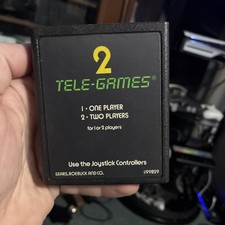 2
TELE-GAMES®
1 - ONE PLAYER
2 - TWO PLAYERS
for 1 or 2 players
Use the Joystick Controllers
SEARS, ROEBUCK AND CO. 699829